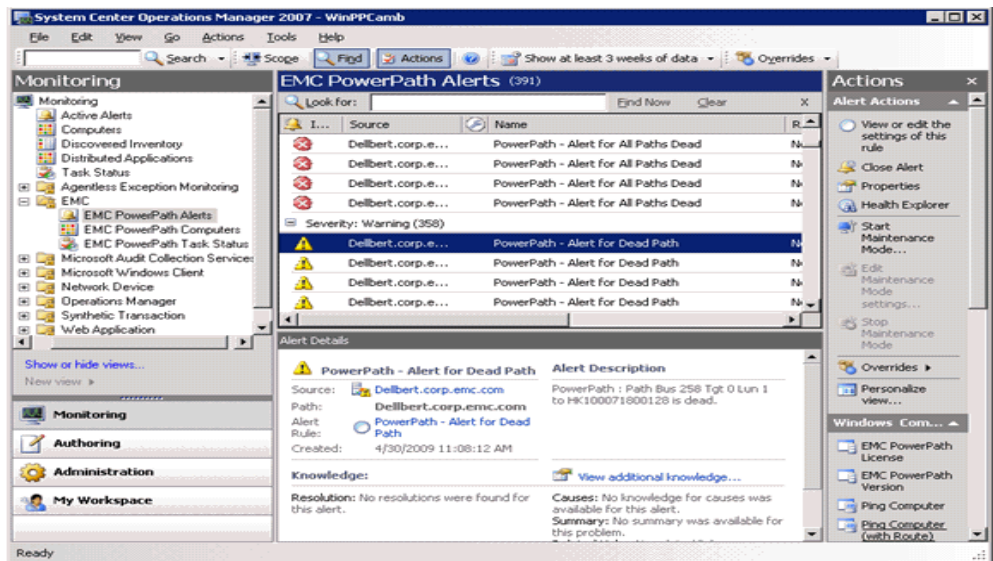 System Center Operations Manager 2007 - WinPPCamb
File Edit View Go Actions Tools Help
Search Scope Find Actions Show at least 3 weeks of data Overrides
Monitoring
Monitoring
Active Alerts
Computers
Discovered Inventory
Distributed Applications
Task Status
Agentless Exception Monitoring
EMC
EMC PowerPath Alerts
EMC PowerPath Computers
EMC PowerPath Task Status
Microsoft Audit Collection Services
Microsoft Windows Client
Network Device
Operations Manager
Synthetic Transaction
Web Application
Show or hide views...
New view
Monitoring
Authoring
Administration
My Workspace
EMC PowerPath Alerts (391)
Look for: Find Now Clear x
I... Source Name R
Dellbert.corp.e... PowerPath - Alert for All Paths Dead
Dellbert.corp.e... PowerPath - Alert for All Paths Dead
Dellbert.corp.e... PowerPath - Alert for All Paths Dead
Dellbert.corp.e... PowerPath - Alert for All Paths Dead
Severity: Warning (358)
Dellbert.corp.e... PowerPath - Alert for Dead Path
Dellbert.corp.e... PowerPath - Alert for Dead Path
Dellbert.corp.e... PowerPath - Alert for Dead Path
Dellbert.corp.e... PowerPath - Alert for Dead Path
Alert Details
PowerPath - Alert for Dead Path
Source: Dellbert.corp.emc.com
Path: Dellbert.corp.emc.com
Alert Rule: PowerPath - Alert for Dead Path
Created: 4/30/2009 11:08:12 AM
Alert Description
PowerPath : Path Bus 258 Tgt 0 Lun 1
to HK100071800128 is dead.
Knowledge:
View additional knowledge...
Resolution: No resolutions were found for
this alert.
Causes: No knowledge for causes was
available for this alert.
Summary: No summary was available for
this problem.
Actions x
Alert Actions
View or edit the
settings of this
rule
Close Alert
Properties
Health Explorer
Start
Maintenance
Mode...
Edit
Maintenance
Mode
settings...
Stop
Maintenance
Mode
Overrides
Personalize
view...
Windows Com...
EMC PowerPath
License
EMC PowerPath
Version
Ping Computer
Ping Computer
(with Route)
Ready